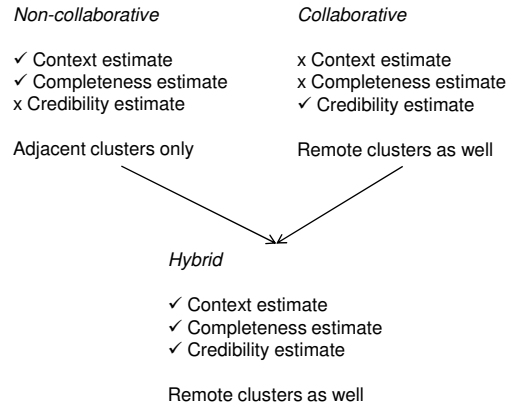 Non-collaborative
✓ Context estimate
✓ Completeness estimate
x Credibility estimate
Adjacent clusters only
Collaborative
x Context estimate
x Completeness estimate
✓ Credibility estimate
Remote clusters as well
Hybrid
✓ Context estimate
✓ Completeness estimate
✓ Credibility estimate
Remote clusters as well